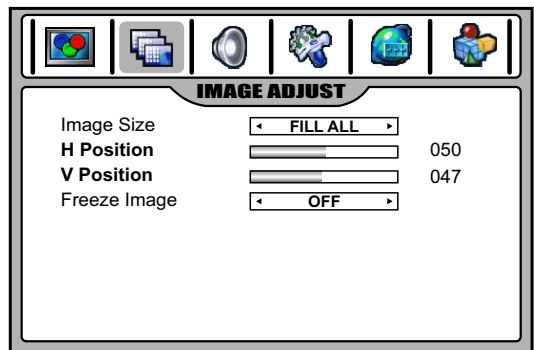 IMAGE ADJUST
Image Size FILL ALL
H Position 050
V Position 047
Freeze Image OFF